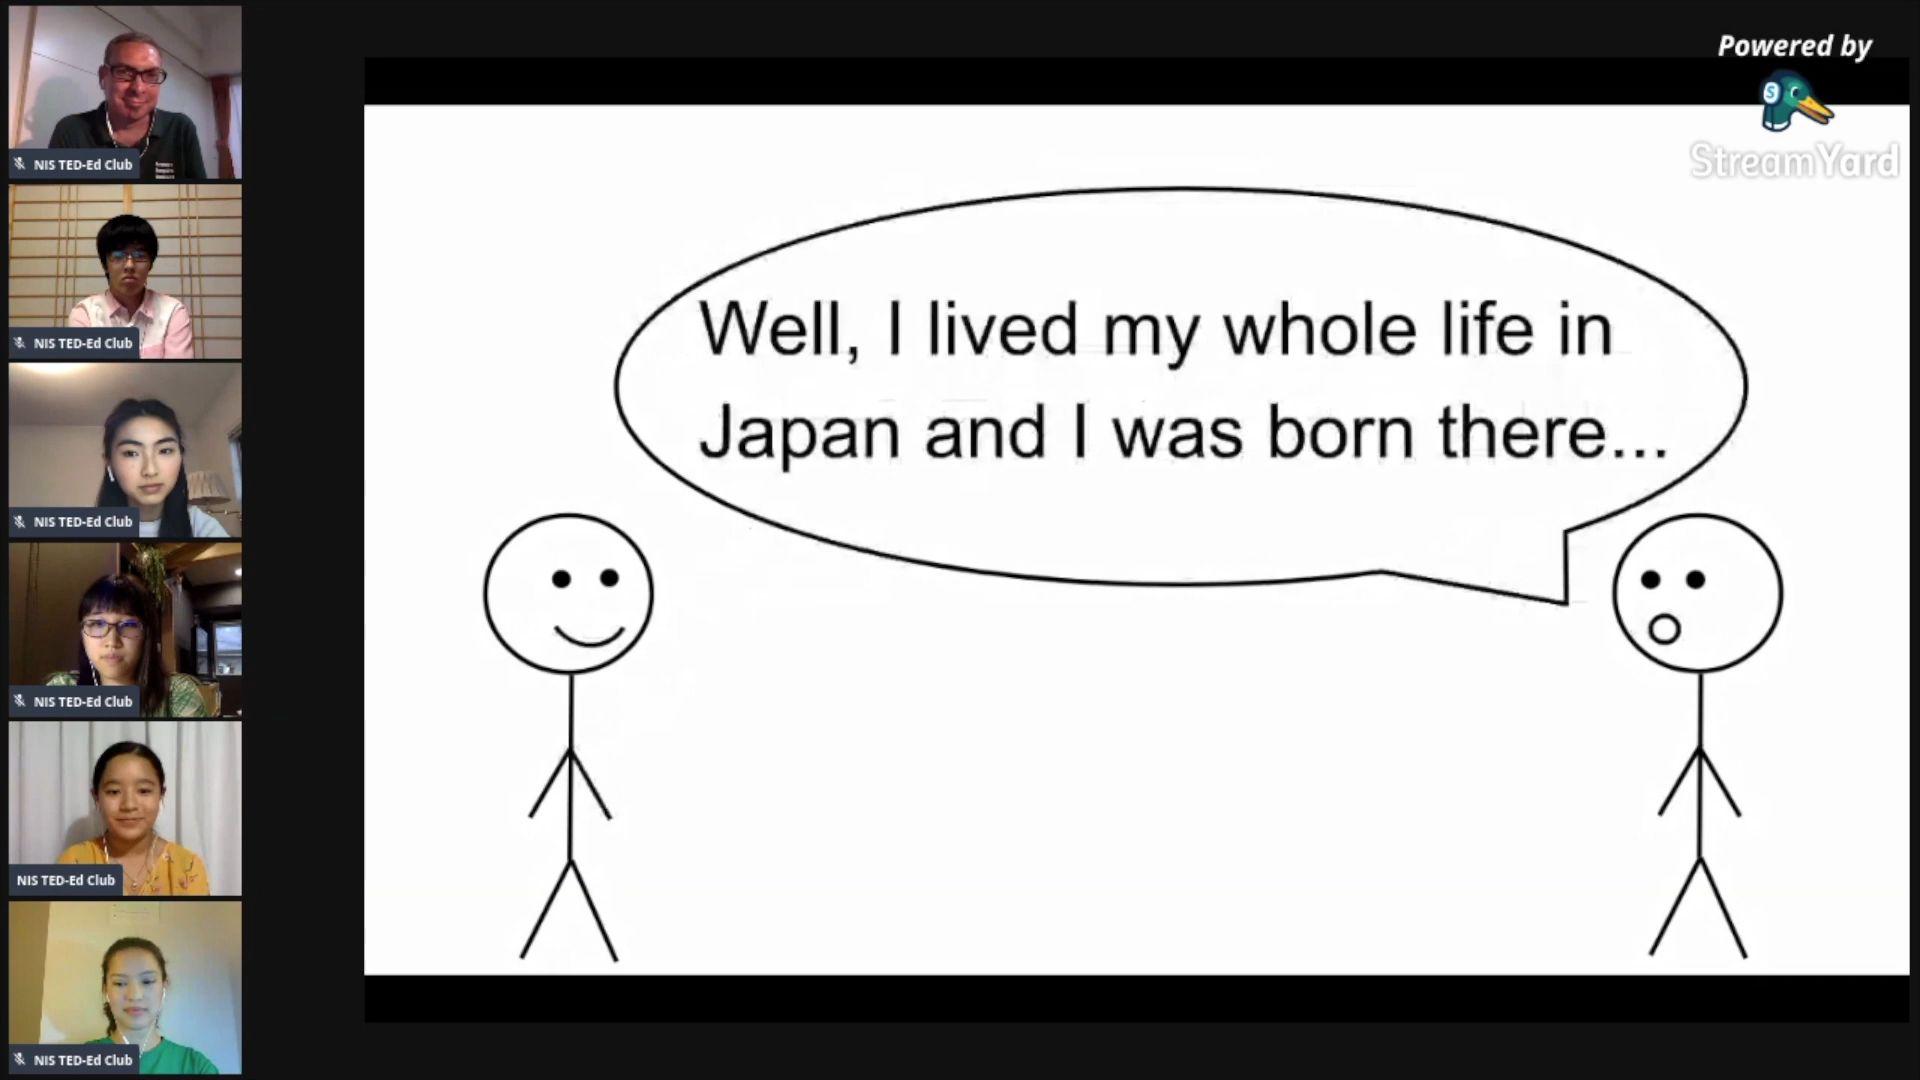 NIS TED-Ed Club
NIS TED-Ed Club
NIS TED-Ed Club
NIS TED-Ed Club
NIS TED-Ed Club
NIS TED-Ed Club
Powered by
S
StreamYard
Well, I lived my whole life in
Japan and I was born there...